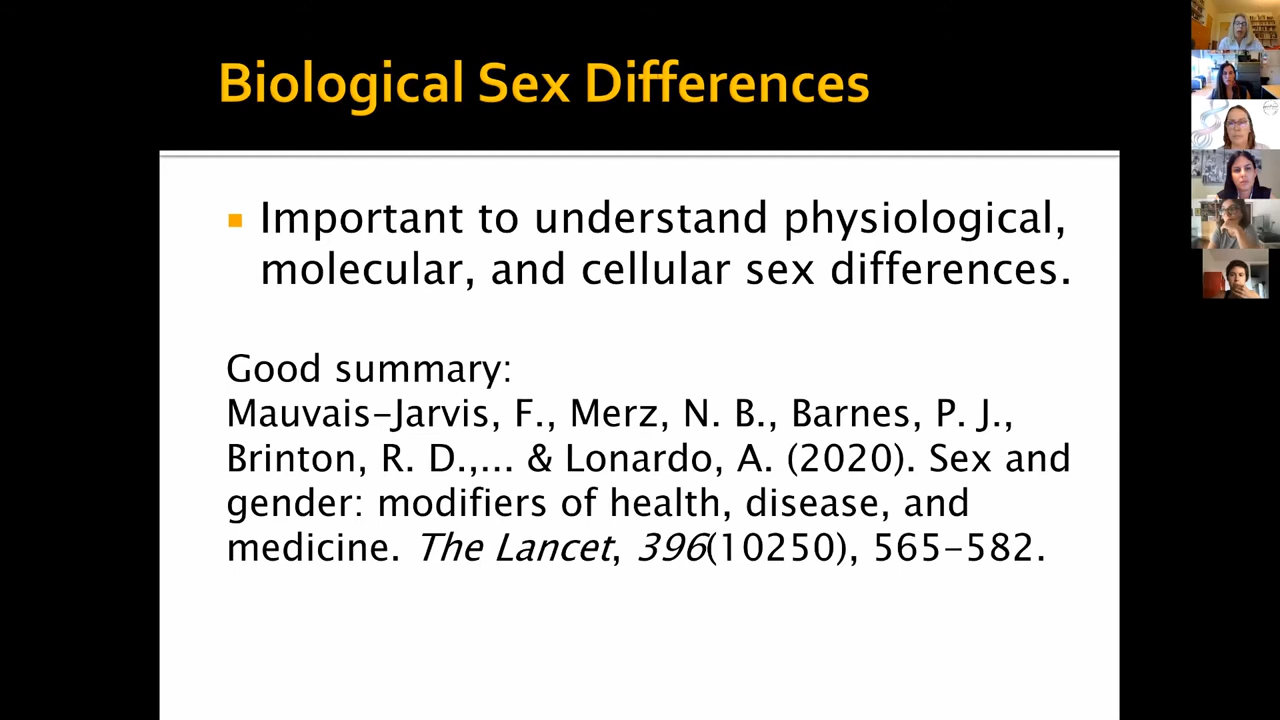 Biological Sex Differences
▪ Important to understand physiological,
molecular, and cellular sex differences.
Good summary:
Mauvais-Jarvis, F., Merz, N. B., Barnes, P. J.,
Brinton, R. D.,... & Lonardo, A. (2020). Sex and
gender: modifiers of health, disease, and
medicine. The Lancet, 396(10250), 565-582.